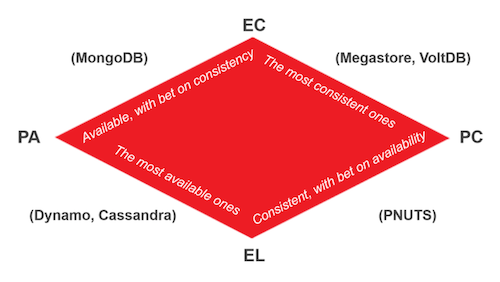 EC
(MongoDB)
(Megastore, VoltDB)
Available, with bet on consistency
The most consistent ones
PA
PC
The most available ones
Consistent, with bet on availability
(Dynamo, Cassandra)
(PNUTS)
EL